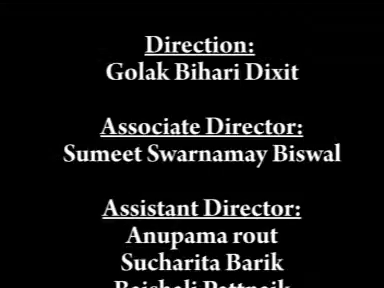 Direction:
Golak Bihari Dixit
Associate Director:
Sumeet Swarnamay Biswal
Assistant Director:
Anupama rout
Sucharita Barik